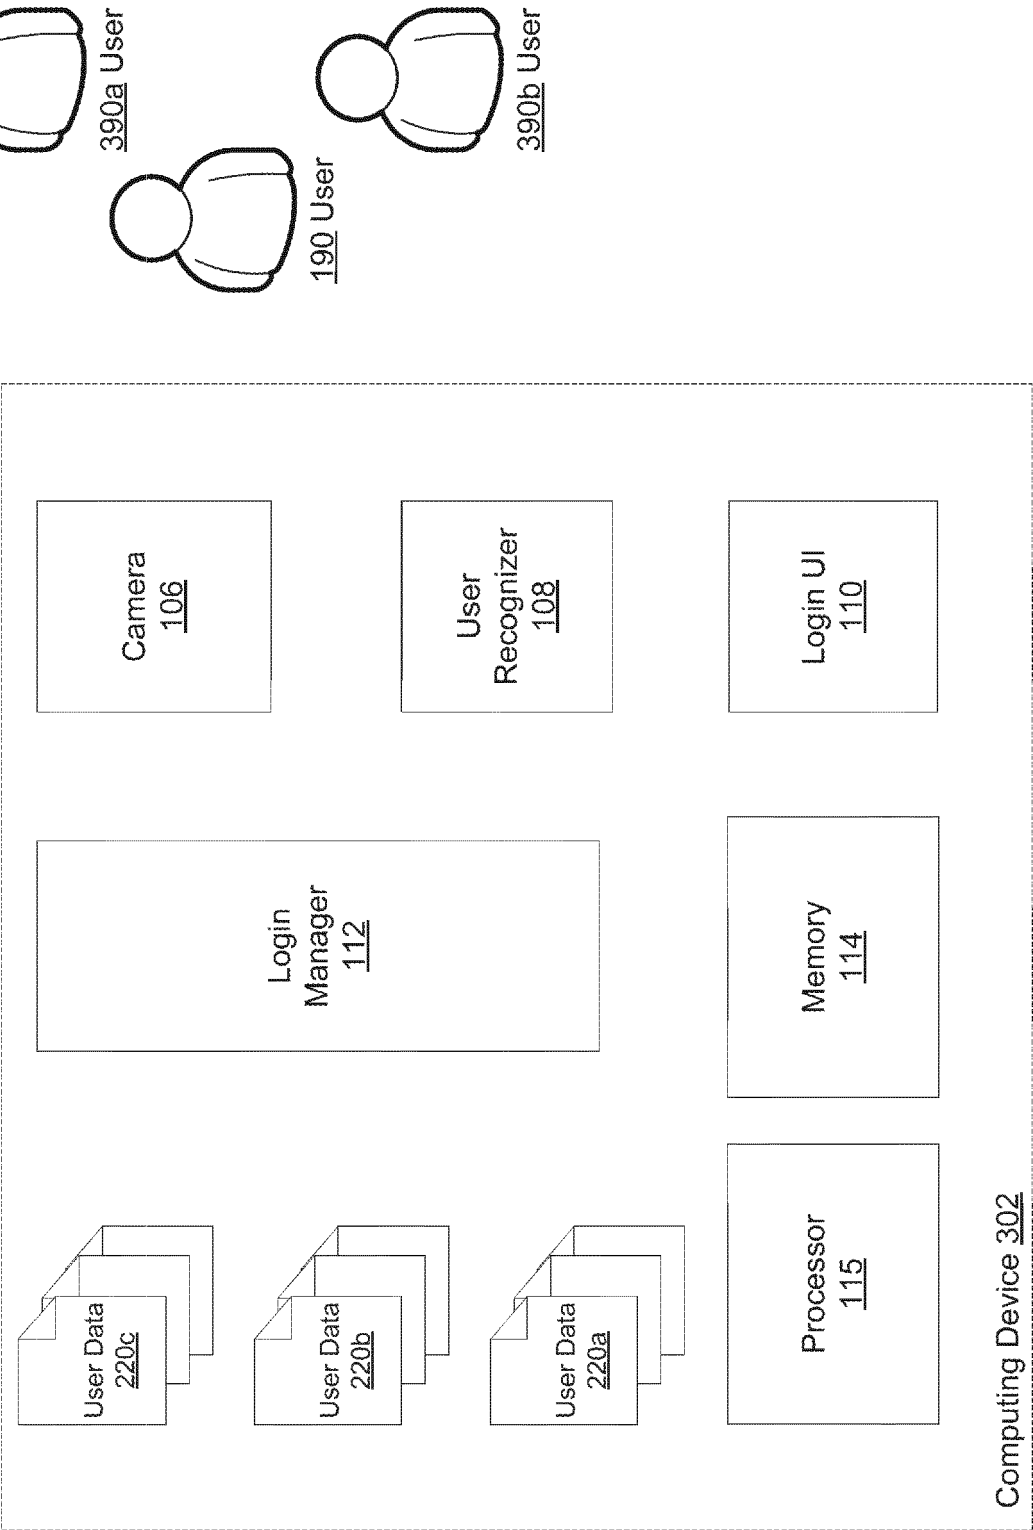 User Data
220c
User Data
220b
User Data
220a
Login
Manager
112
Camera
106
User
Recognizer
108
Processor
115
Memory
114
Login UI
110
Computing Device 302
390a User
190 User
390b User